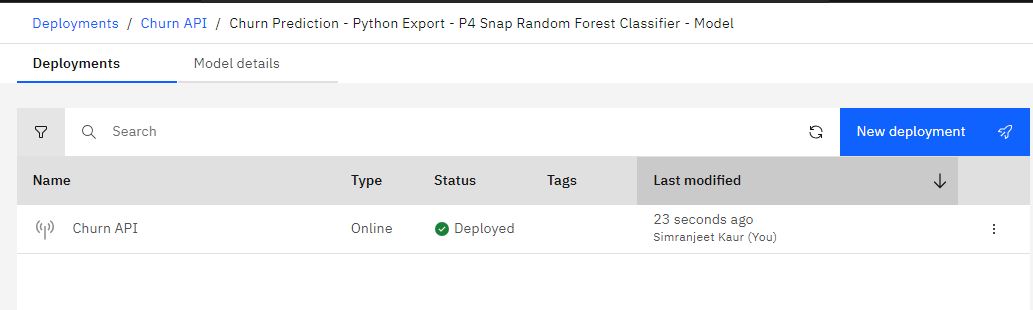 Deployments / Churn API / Churn Prediction - Python Export - P4 Snap Random Forest Classifier - Model
Deployments Model details
Search New deployment
Name Type Status Tags Last modified
Churn API Online Deployed 23 seconds ago
Simranjeet Kaur (You)